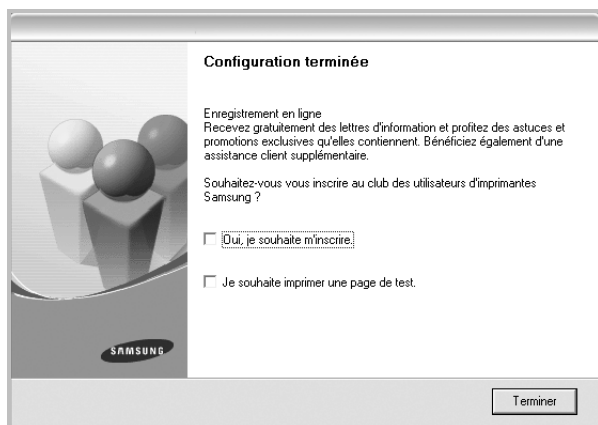 Configuration terminée
Enregistrement en ligne
Recevez gratuitement des lettres d'information et profitez des astuces et
promotions exclusives qu'elles contiennent. Bénéficiez également d'une
assistance client supplémentaire.
Souhaitez-vous vous inscrire au club des utilisateurs d'imprimantes
Samsung ?
Oui, je souhaite m'inscrire.
Je souhaite imprimer une page de test.
SAMSUNG
Terminer